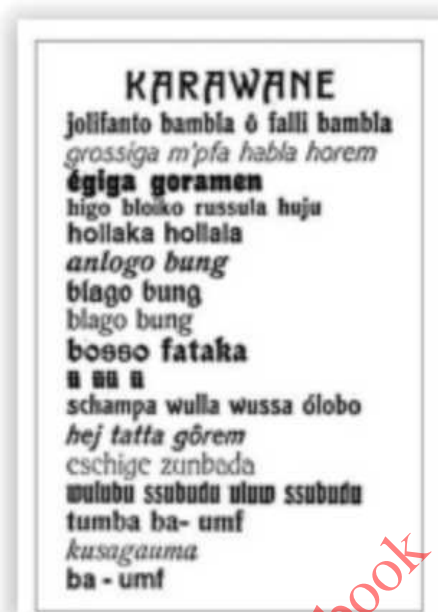 KARAWANE
jolifanto bambla ô falli bambla
grossiga m'pfa habla horem
égiga goramen
higo bloiko russula huju
hollaka hollala
anlogo bung
blago bung
blago bung
bosso fataka
ü üü ü
schampa wulla wussa ólobo
hej tatta gôrem
eschige zunbada
wulubu ssubudu uluw ssubudu
tumba ba- umf
kusagauma
ba - umf
book